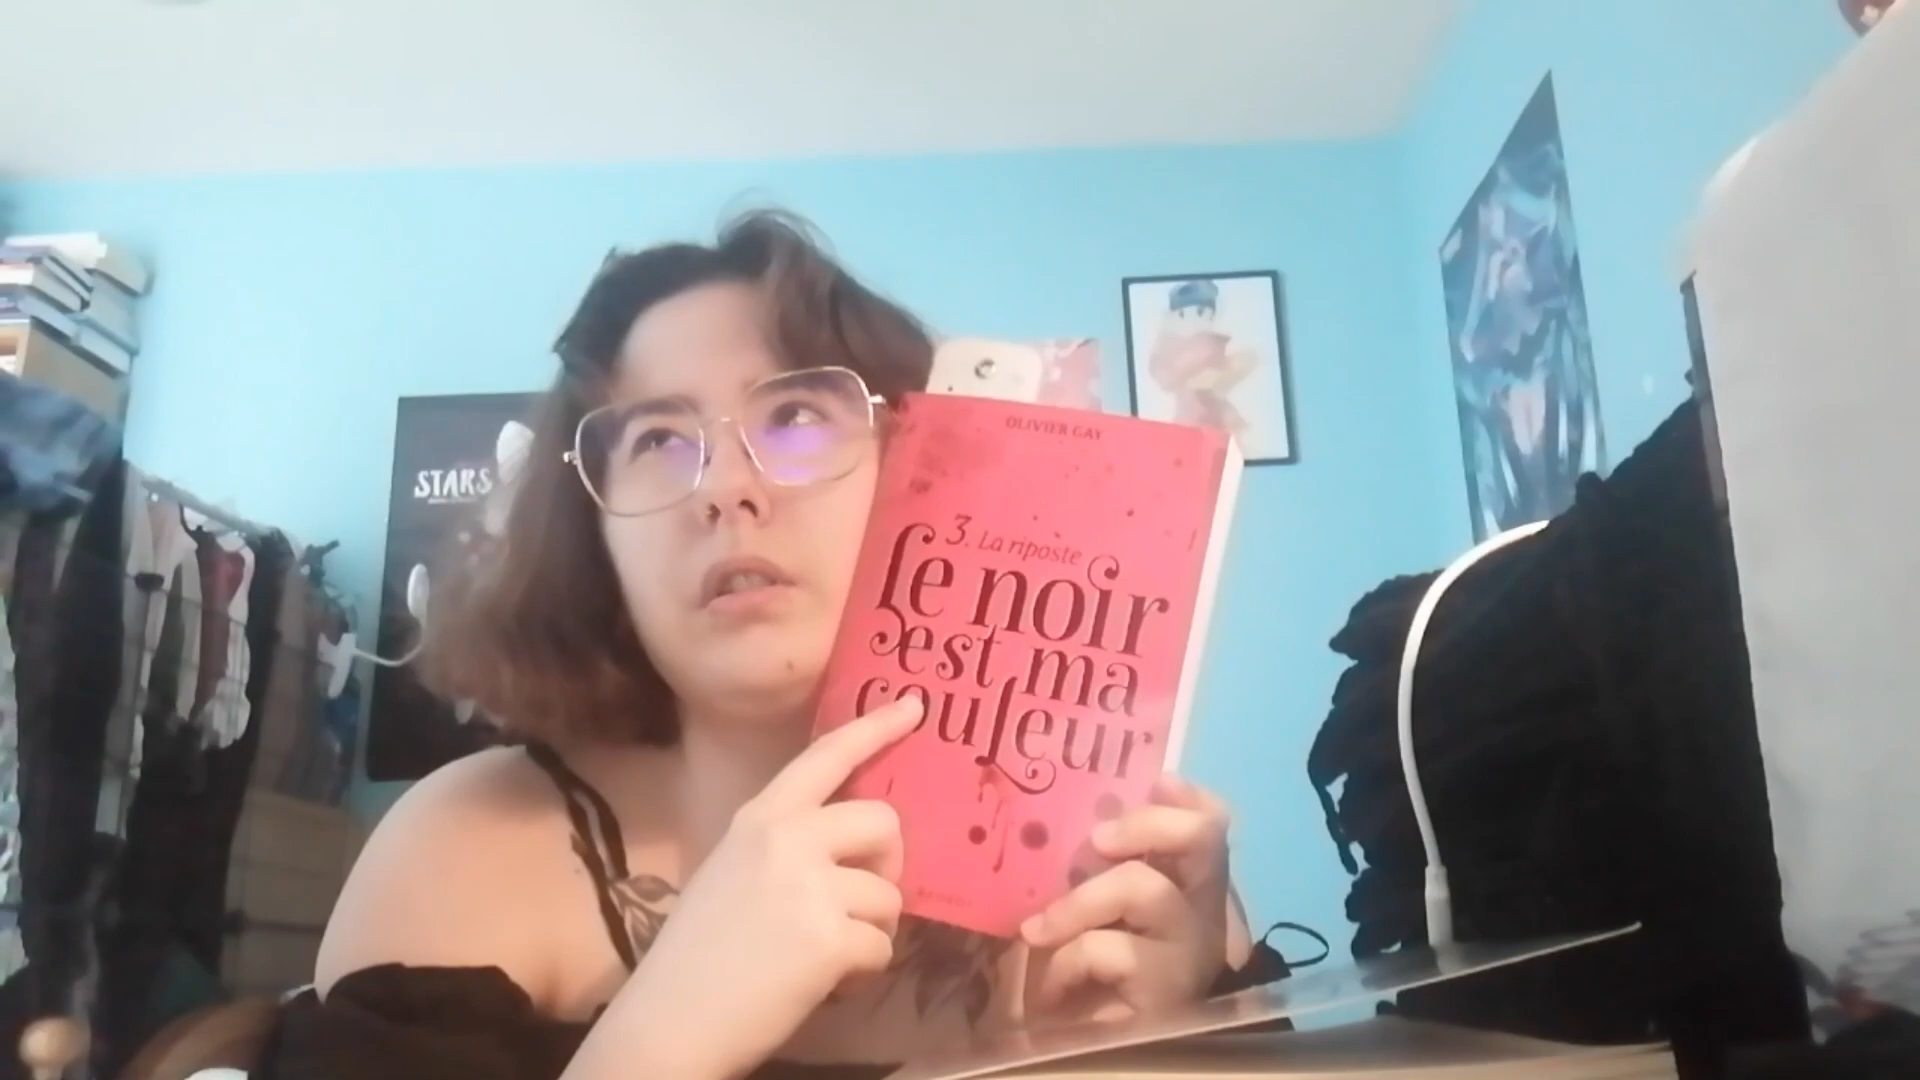 STARS
OLIVIER GAY
3. La riposte
Le noir
est ma
couleur